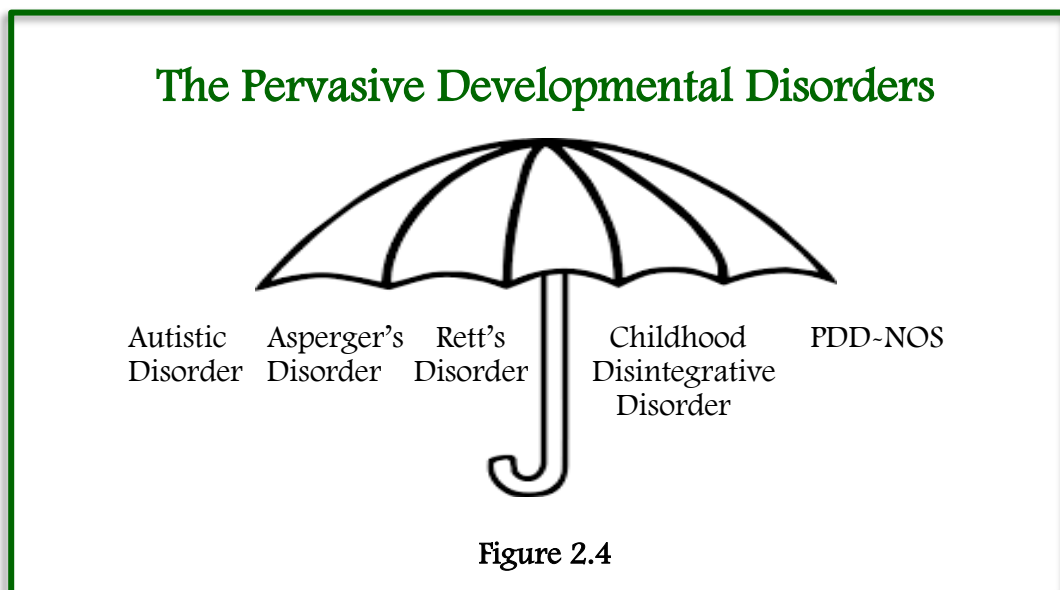 The Pervasive Developmental Disorders
Autistic Disorder
Asperger's Disorder
Rett's Disorder
Childhood Disintegrative Disorder
PDD-NOS
Figure 2.4